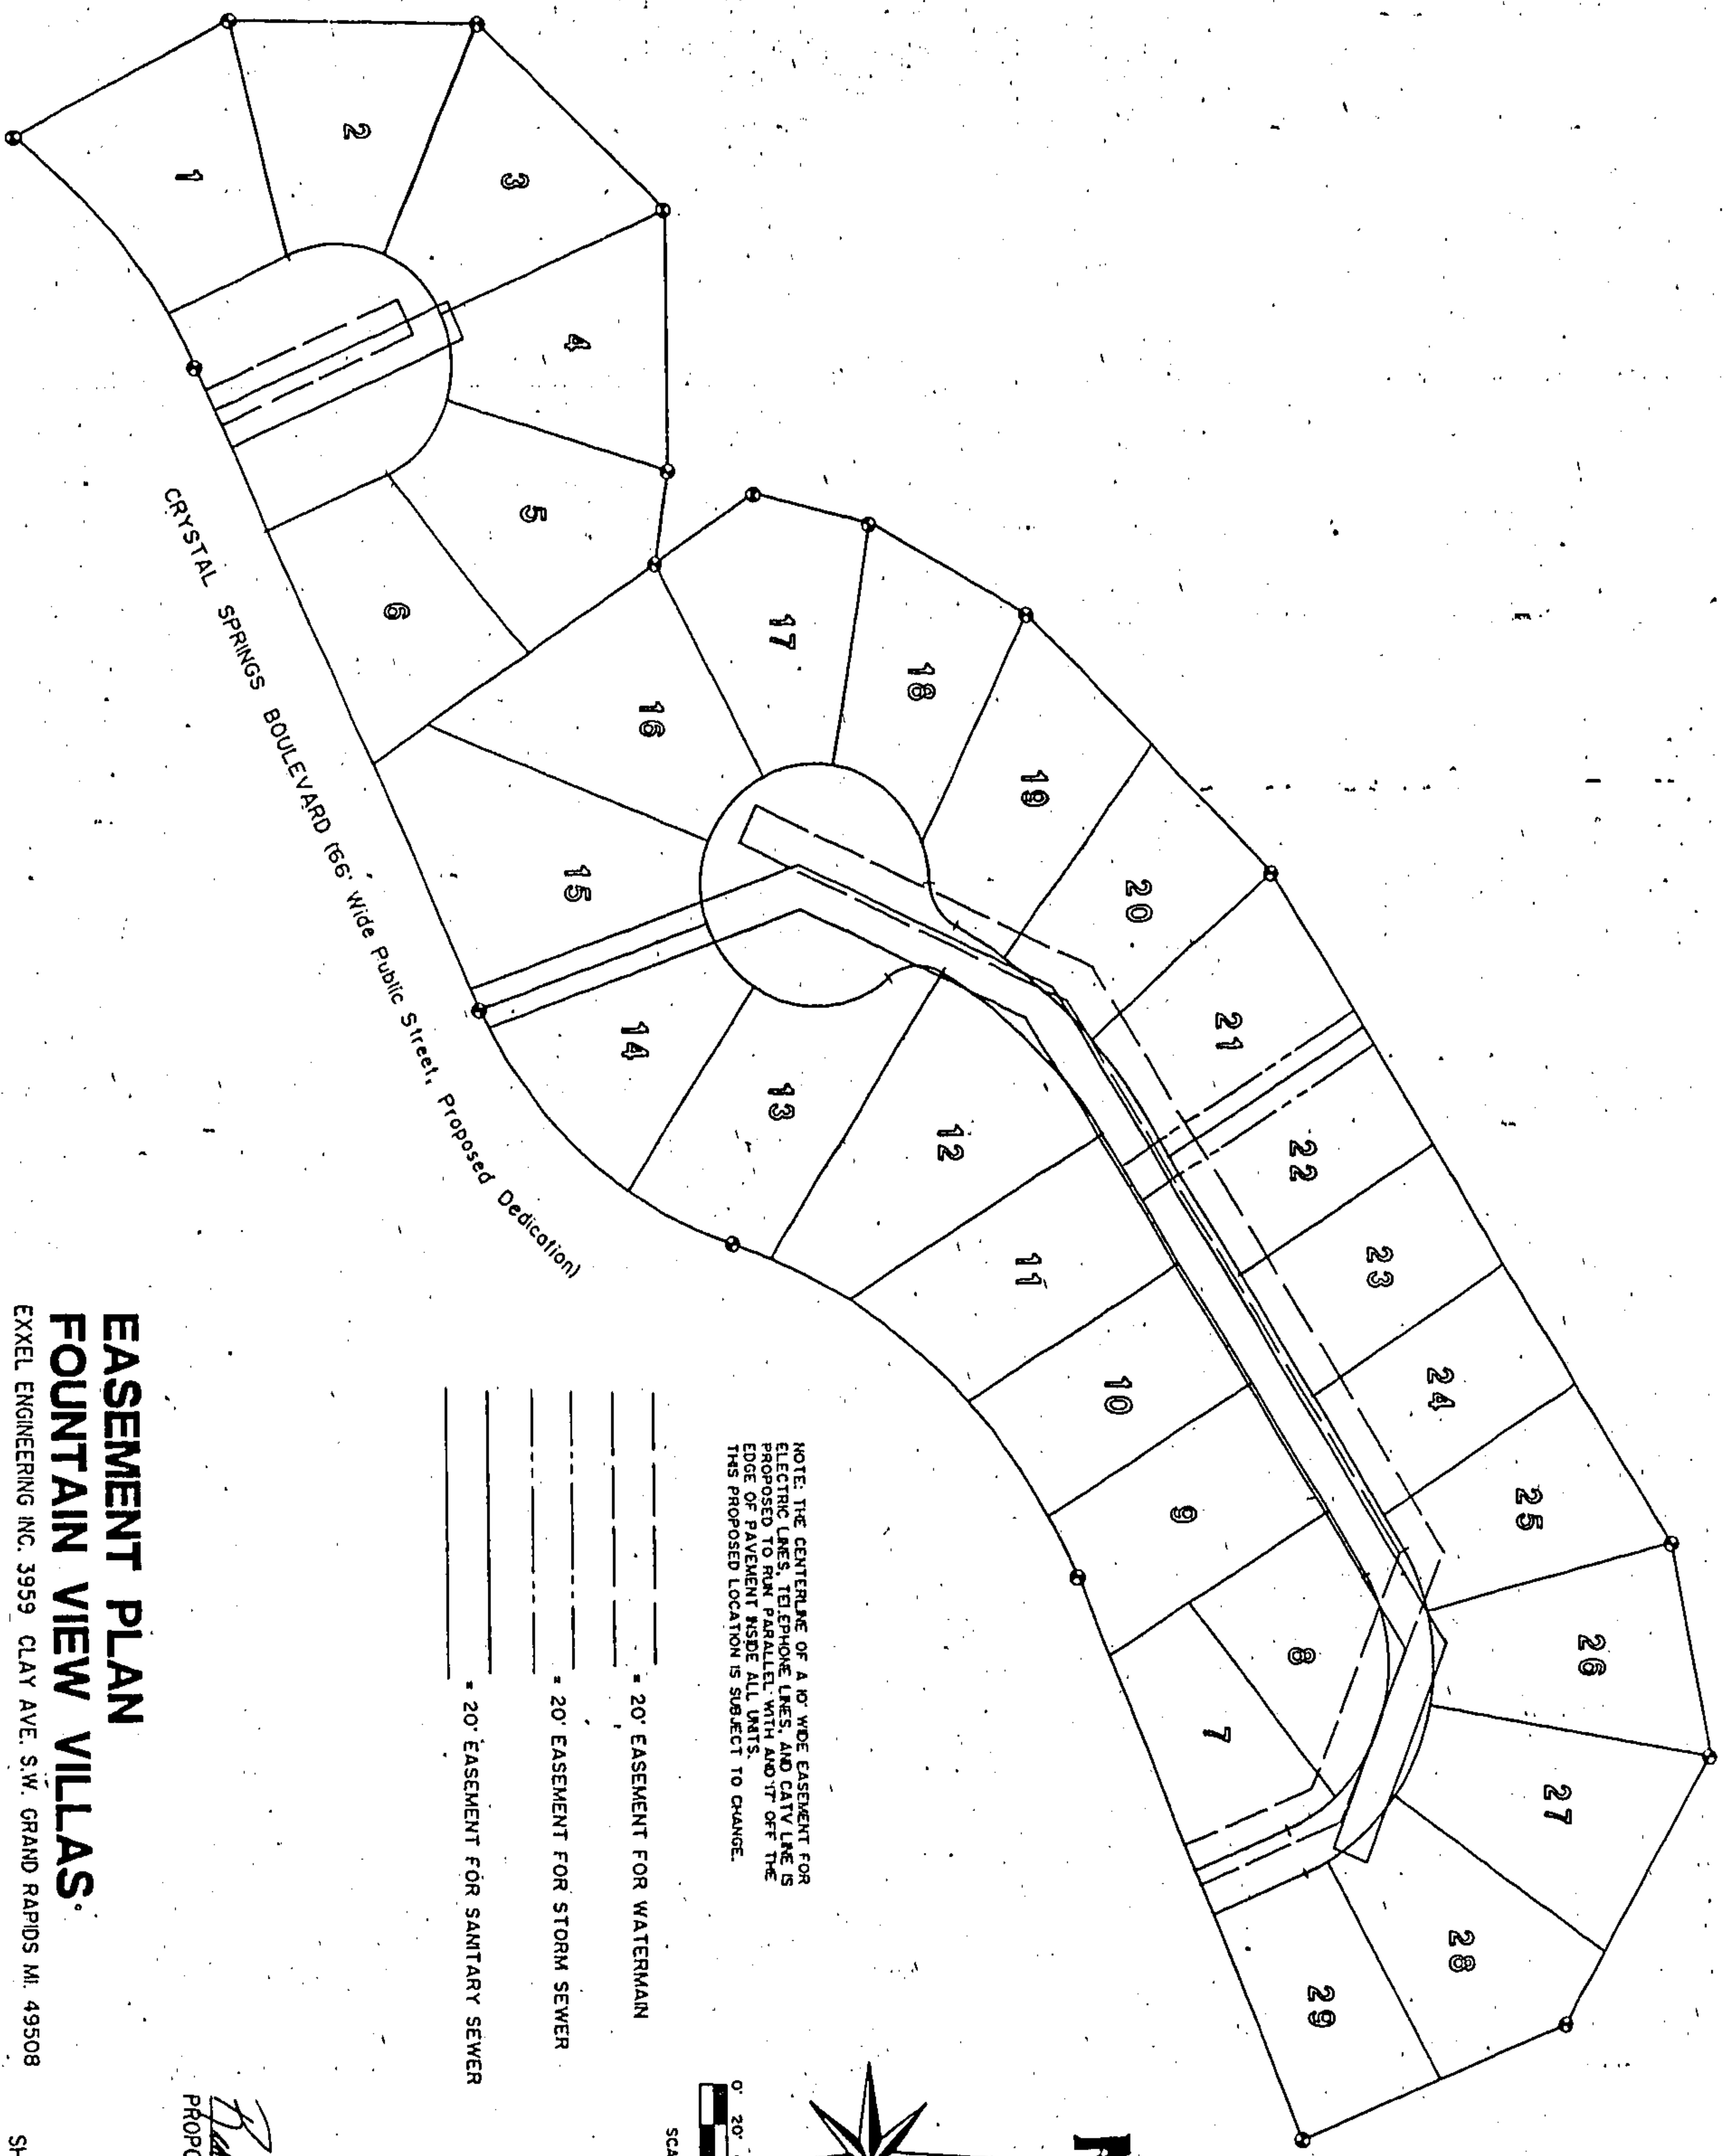 1
2
3
4
5
6
7
8
9
10
11
12
13
14
15
16
17
18
19
20
21
22
23
24
25
26
27
28
29
CRYSTAL SPRINGS BOULEVARD (66' Wide Public Street, Proposed Dedication)
NOTE: THE CENTERLINE OF A 10' WIDE EASEMENT FOR
ELECTRIC LINES, TELEPHONE LINES, AND CATV LINE IS
PROPOSED TO RUN PARALLEL WITH AND 17' OFF THE
EDGE OF PAVEMENT INSIDE ALL UNITS.
THIS PROPOSED LOCATION IS SUBJECT TO CHANGE.
= 20' EASEMENT FOR WATERMAIN
= 20' EASEMENT FOR STORM SEWER
= 20' EASEMENT FOR SANITARY SEWER
0' 20'
SCA
EASEMENT PLAN
FOUNTAIN VIEW VILLAS
EXXEL ENGINEERING INC. 3959 CLAY AVE. S.W. GRAND RAPIDS MI. 49508
PROPO
SH